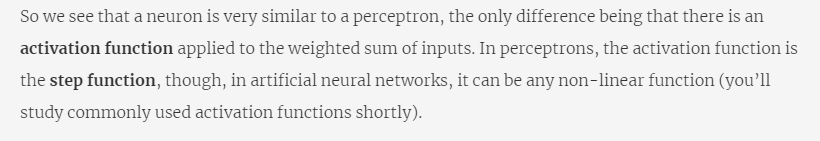 So we see that a neuron is very similar to a perceptron, the only difference being that there is an
activation function applied to the weighted sum of inputs. In perceptrons, the activation function is
the step function, though, in artificial neural networks, it can be any non-linear function (you’ll
study commonly used activation functions shortly).